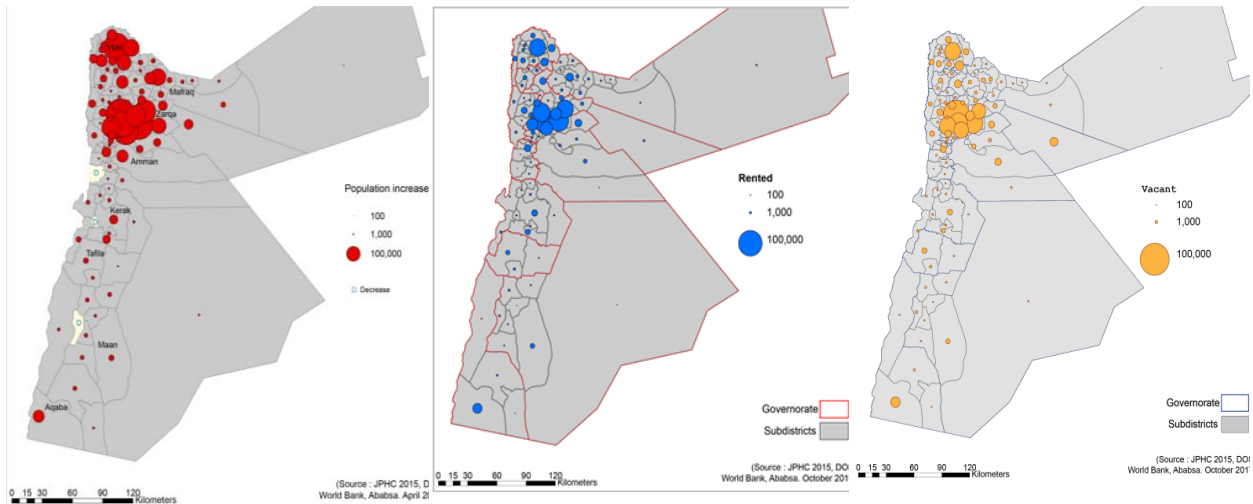 Irbid
Mafraq
Zarqa
Amman
Population increase
100
1,000
100,000
D Decrease
D
Kerak
D
Tafila
D
Maan
Aqaba
0 15 30 60 90 120
Kilometers
(Source : JPHC 2015, D
World Bank, Ababsa. April 20
Rented
100
1,000
100,000
Governorate
Subdistricts
0 15 30 60 90 120
Kilometers
(Source : JPHC 2015, DOS
World Bank, Ababsa. October 201
Vacant
100
1,000
100,000
Governorate
Subdistricts
0 15 30 60 90 120
Kilometers
(Source : JPHC 2015, DOS
World Bank, Ababsa. October 2017